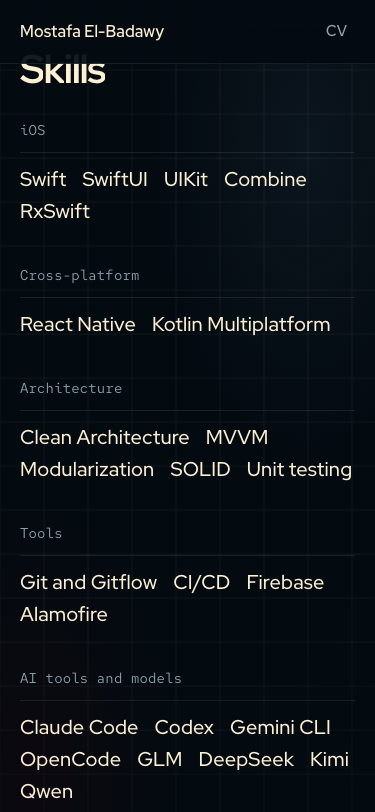 Mostafa El-Badawy CV
Skills
iOS
Swift SwiftUI UIKit Combine
RxSwift
Cross-platform
React Native Kotlin Multiplatform
Architecture
Clean Architecture MVVM
Modularization SOLID Unit testing
Tools
Git and Gitflow CI/CD Firebase
Alamofire
AI tools and models
Claude Code Codex Gemini CLI
OpenCode GLM DeepSeek Kimi
Qwen